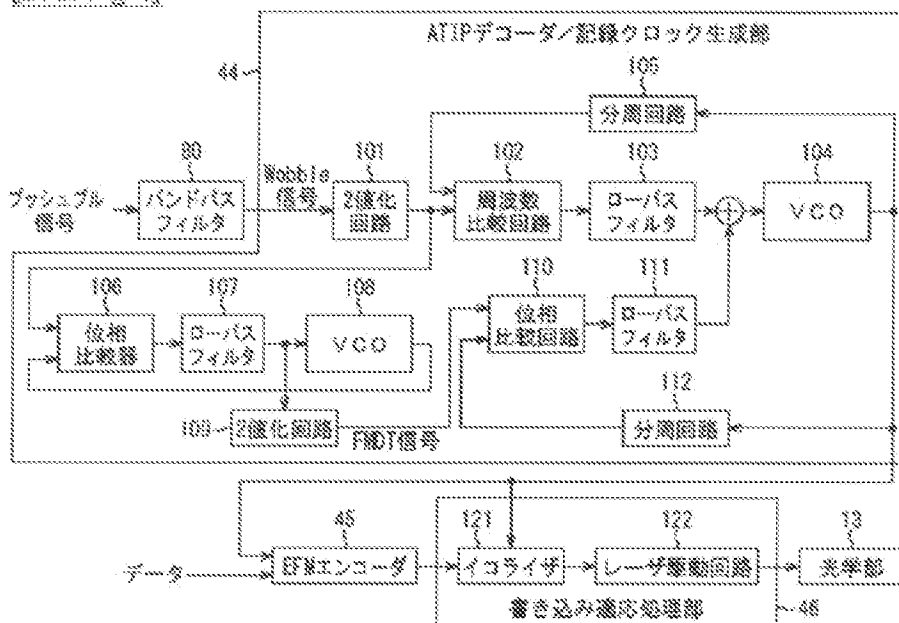 ATIPデコーダ/記録クロック生成部
44
105
分周回路
80
Wobble
信号
101
102
103
104
プッシュプル
信号
バンドパス
フィルタ
2値化
回路
周波数
比較回路
ローパス
フィルタ
VCO
106
107
108
110
111
位相
比較器
ローパス
フィルタ
VCO
位相
比較回路
ローパス
フィルタ
112
109
2値化回路
FMDT信号
分周回路
45
121
122
13
データ
EFMエンコーダ
イコライザ
レーザ駆動回路
光学部
書き込み適応処理部
46